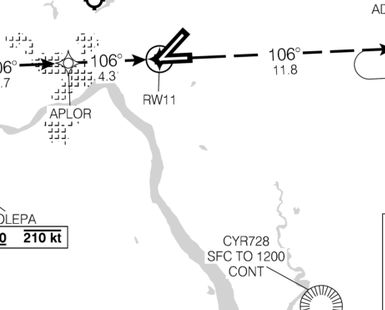 AD
06°
.7
106°
4.3
106°
11.8
RW11
APLOR
OLEPA
0 210 kt
CYR728
SFC TO 1200
CONT